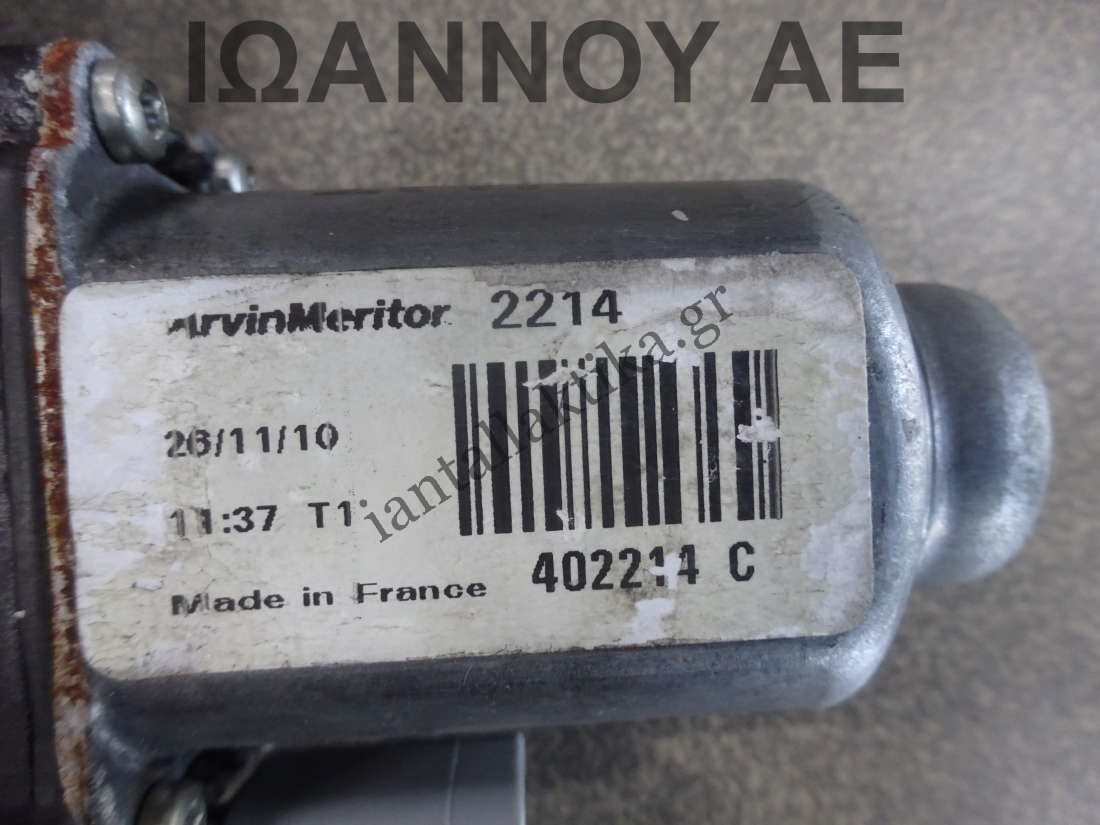 ΙΩΑΝΝΟΥ ΑΕ
ArvinMeritor 2214
26/11/10
11:37 T1
iantallaktika.gr
402214 C
Made in France